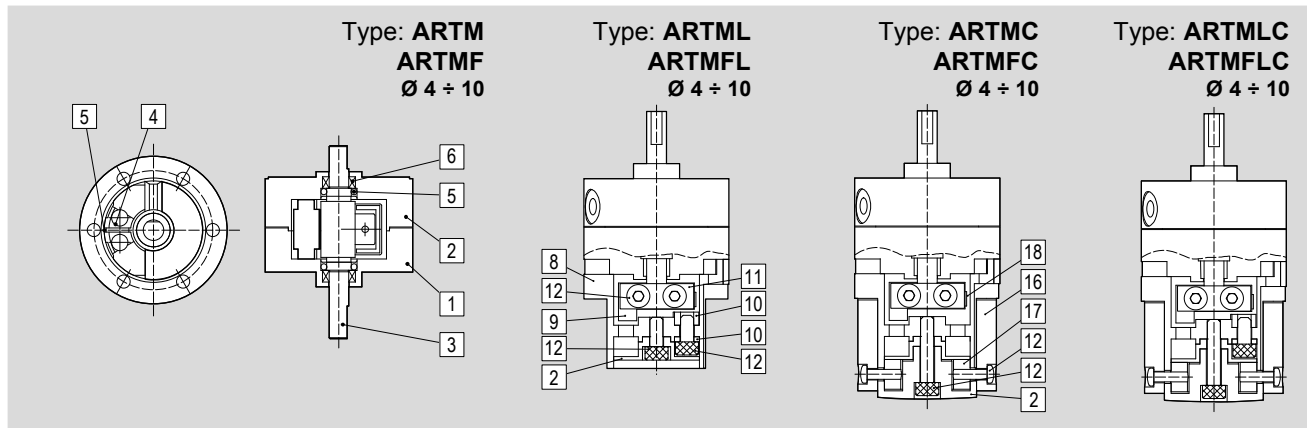 Type: ARTM
ARTMF
Ø 4 ÷ 10
Type: ARTML
ARTMFL
Ø 4 ÷ 10
Type: ARTMC
ARTMFC
Ø 4 ÷ 10
Type: ARTMLC
ARTMFLC
Ø 4 ÷ 10
5
4
6
5
2
1
3
8
12
9
12
2
11
10
10
12
18
16
17
12
12
2